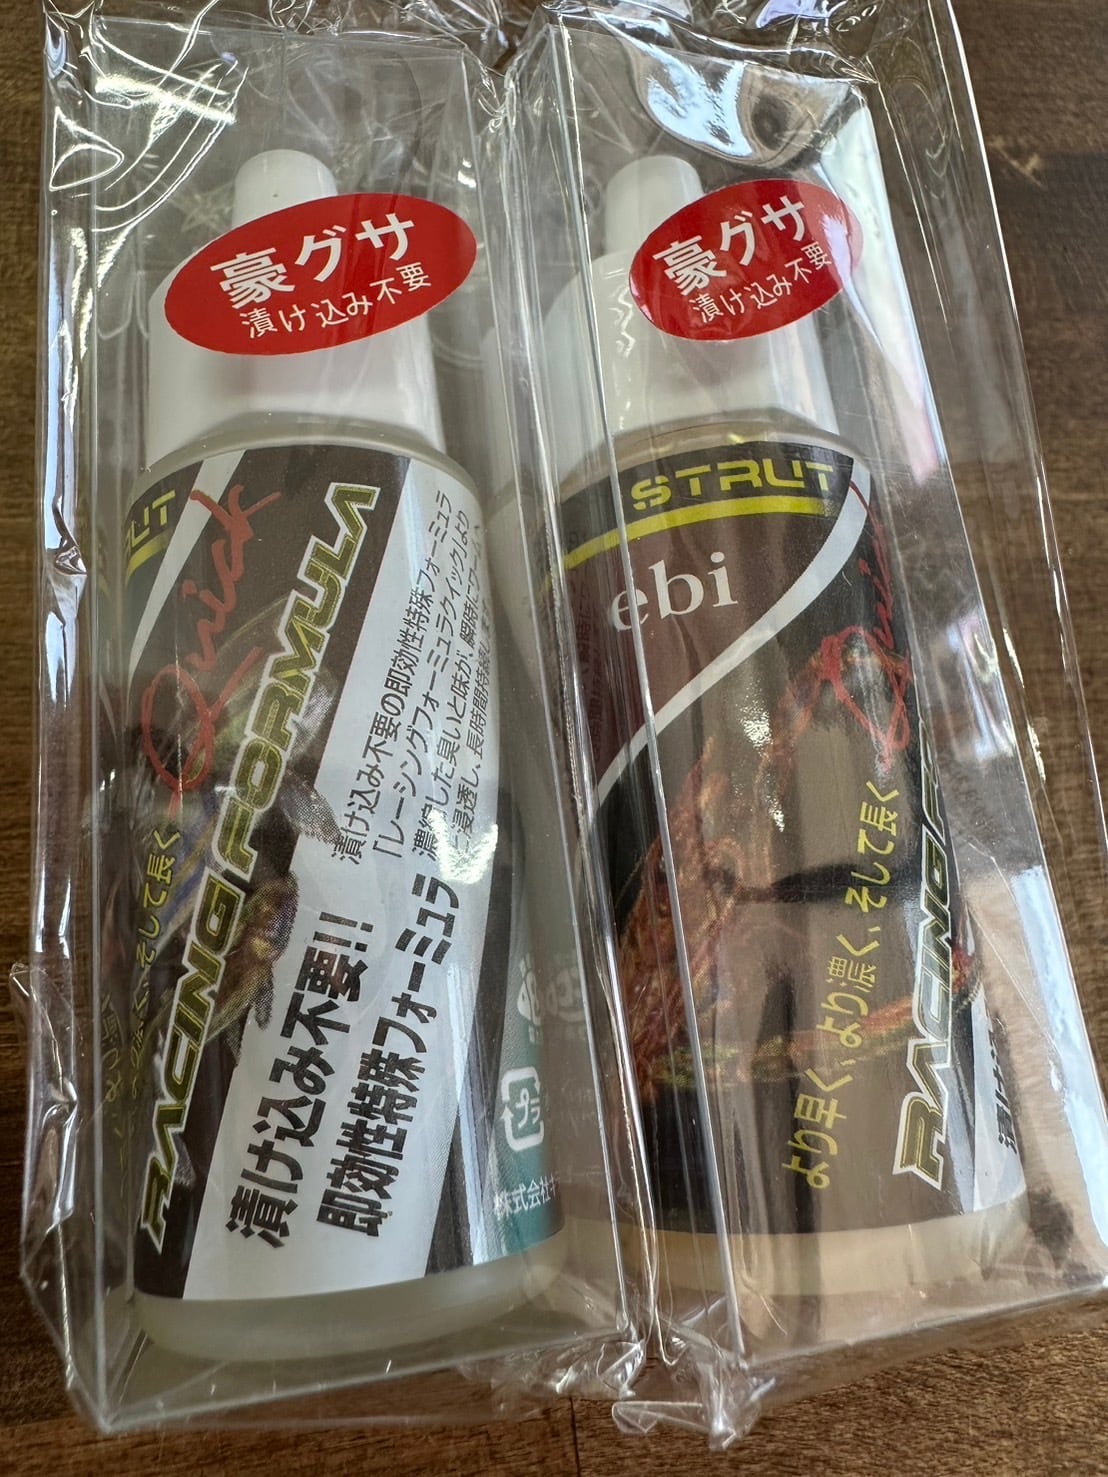 豪グサ
漬け込み不要
Quick
RACING FORMULA
そして長く
漬け込み不要!!
即効性特殊フォーミュラ
漬け込み不要の即効性特殊フォーミュラ
「レーシングフォーミュラクイック」より
濃縮した臭いと味が、瞬時にワームへ
浸透し、長時間持続します。
株式会社
豪グサ
漬け込み不要
STRUT
ebi
Quick
より早く、より濃く、そして長く
RACING
漬け